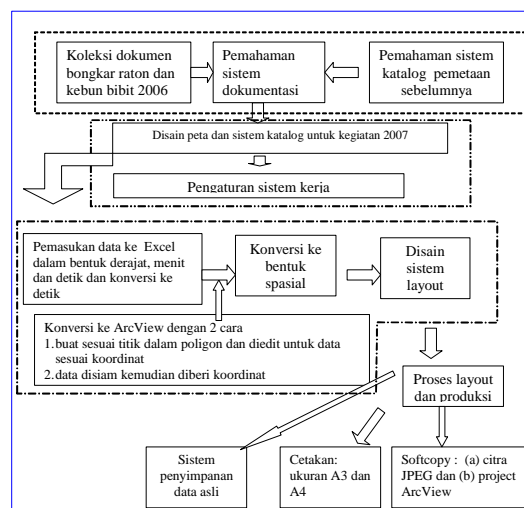 Koleksi dokumen
bongkar raton dan
kebun bibit 2006
Pemahaman
sistem
dokumentasi
Pemahaman sistem
katalog pemetaan
sebelumnya
Disain peta dan sistem katalog untuk kegiatan 2007
Pengaturan sistem kerja
Pemasukan data ke Excel
dalam bentuk derajat, menit
dan detik dan konversi ke
detik
Konversi ke
bentuk
spasial
Disain
sistem
layout
Konversi ke ArcView dengan 2 cara
1.buat sesuai titik dalam poligon dan diedit untuk data
sesuai koordinat
2.data disiam kemudian diberi koordinat
Proses layout
dan produksi
Sistem
penyimpanan
data asli
Cetakan:
ukuran A3 dan
A4
Softcopy : (a) citra
JPEG dan (b) project
ArcView